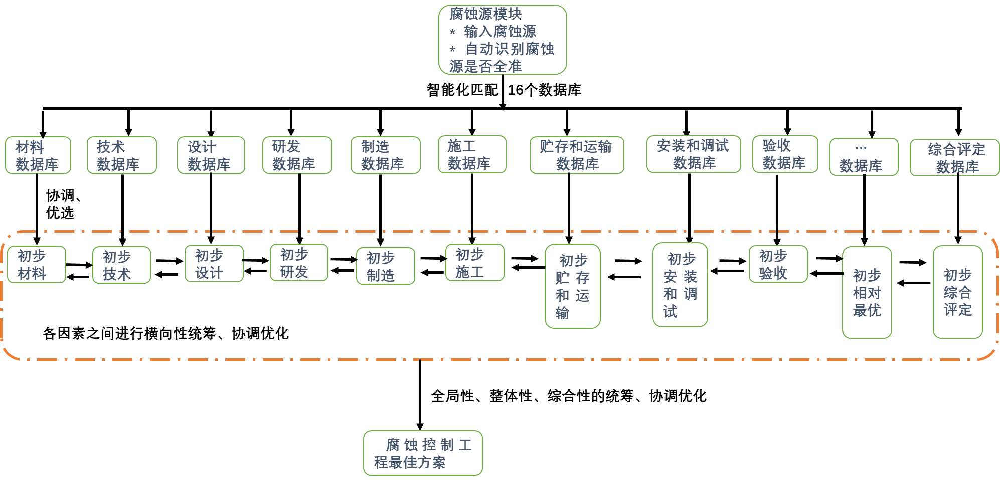 腐蚀源模块
* 输入腐蚀源
* 自动识别腐蚀
源是否全准
智能化匹配 16个数据库
材料
数据库
技术
数据库
设计
数据库
研发
数据库
制造
数据库
施工
数据库
贮存和运输
数据库
安装和调试
数据库
验收
数据库
...
数据库
综合评定
数据库
协调、
优选
初步
材料
初步
技术
初步
设计
初步
研发
初步
制造
初步
施工
初步
贮 存
和 运
输
初步
安 装
和 调
试
初步
验收
初步
相对
最优
初步
综合
评定
各因素之间进行横向性统筹、协调优化
全局性、整体性、综合性的统筹、协调优化
腐 蚀 控 制 工
程最佳方案